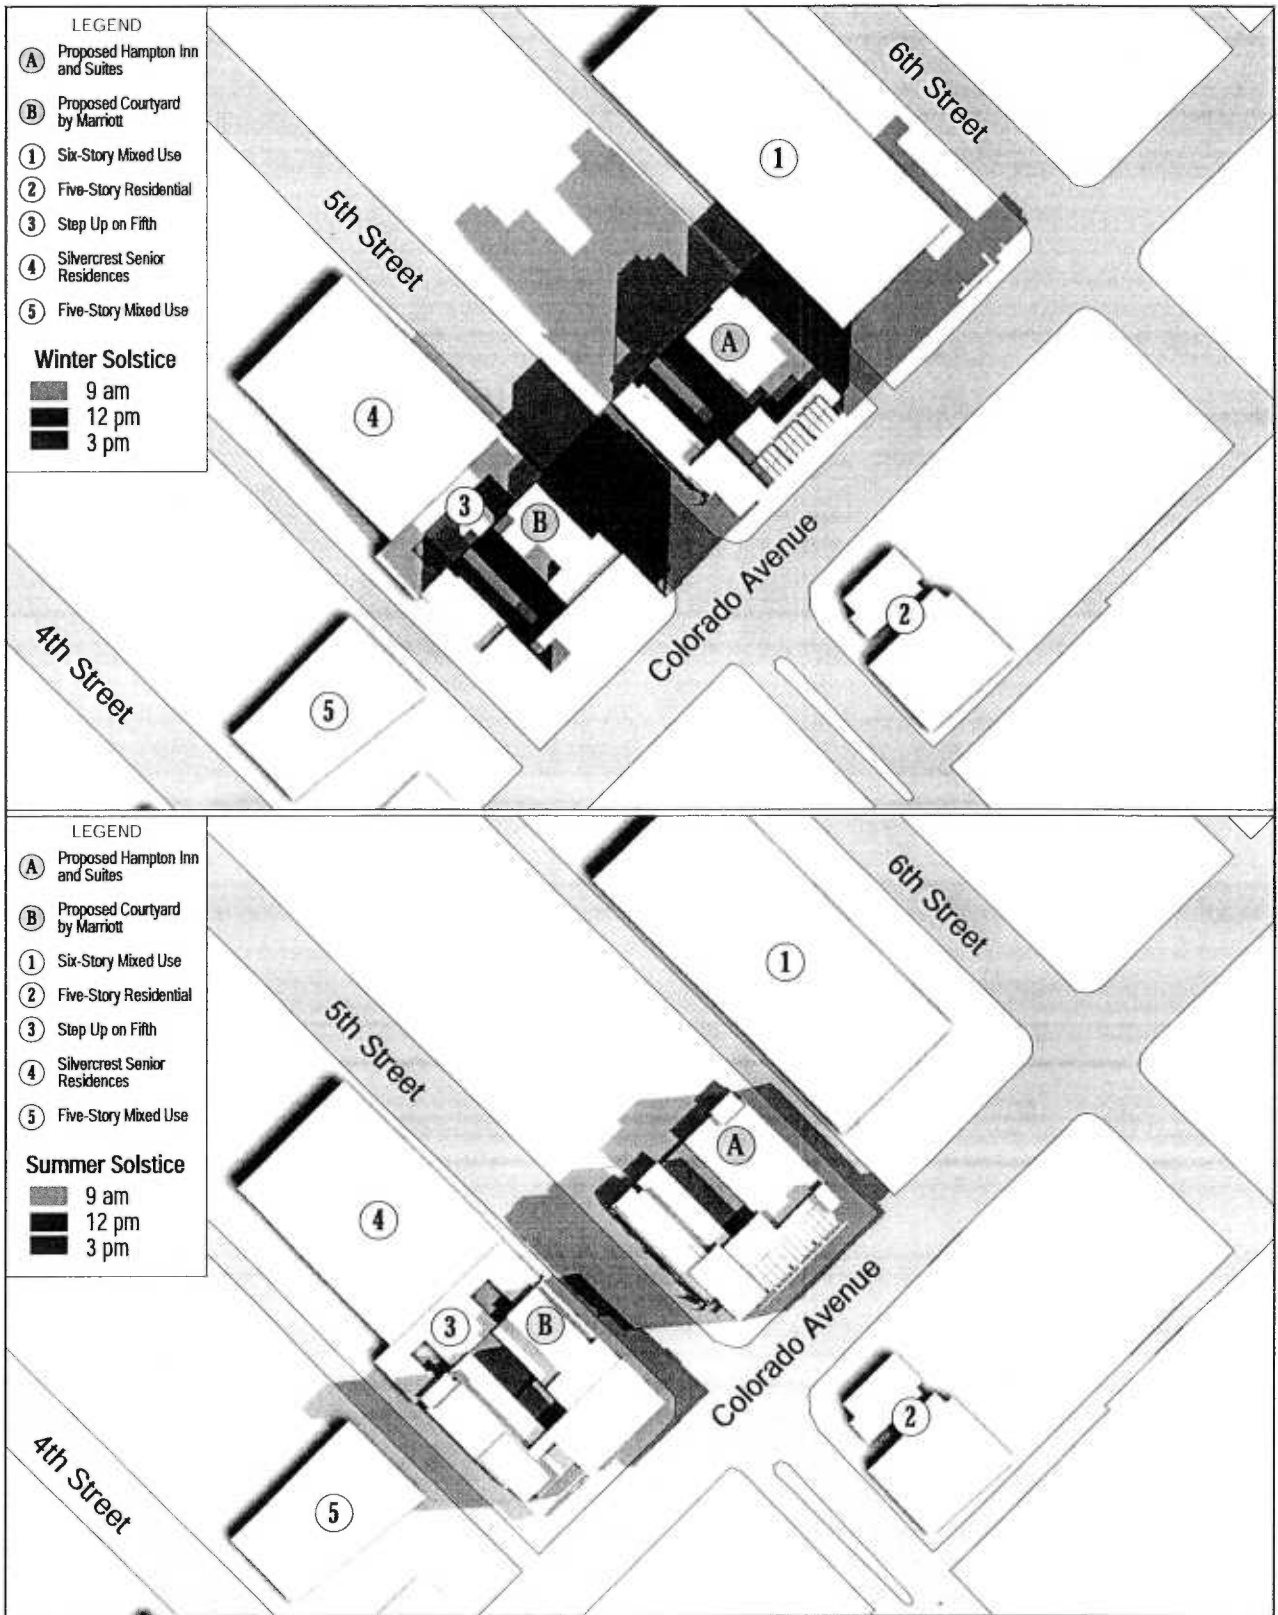 LEGEND
A Proposed Hampton Inn
and Suites
B Proposed Courtyard
by Marriott
1 Six-Story Mixed Use
2 Five-Story Residential
3 Step Up on Fifth
4 Silvercrest Senior
Residences
5 Five-Story Mixed Use
Winter Solstice
9 am
12 pm
3 pm
6th Street
1
5th Street
A
4
3
B
Colorado Avenue
2
4th Street
5
LEGEND
A Proposed Hampton Inn
and Suites
B Proposed Courtyard
by Marriott
1 Six-Story Mixed Use
2 Five-Story Residential
3 Step Up on Fifth
4 Silvercrest Senior
Residences
5 Five-Story Mixed Use
Summer Solstice
9 am
12 pm
3 pm
6th Street
1
5th Street
A
4
3
B
Colorado Avenue
2
4th Street
5